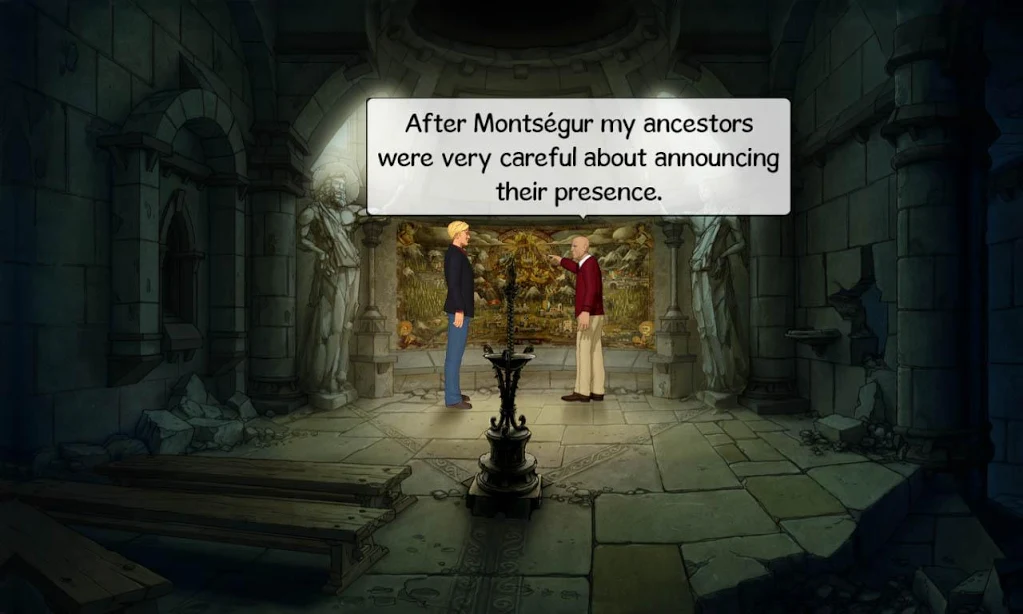 After Montségur my ancestors
were very careful about announcing
their presence.